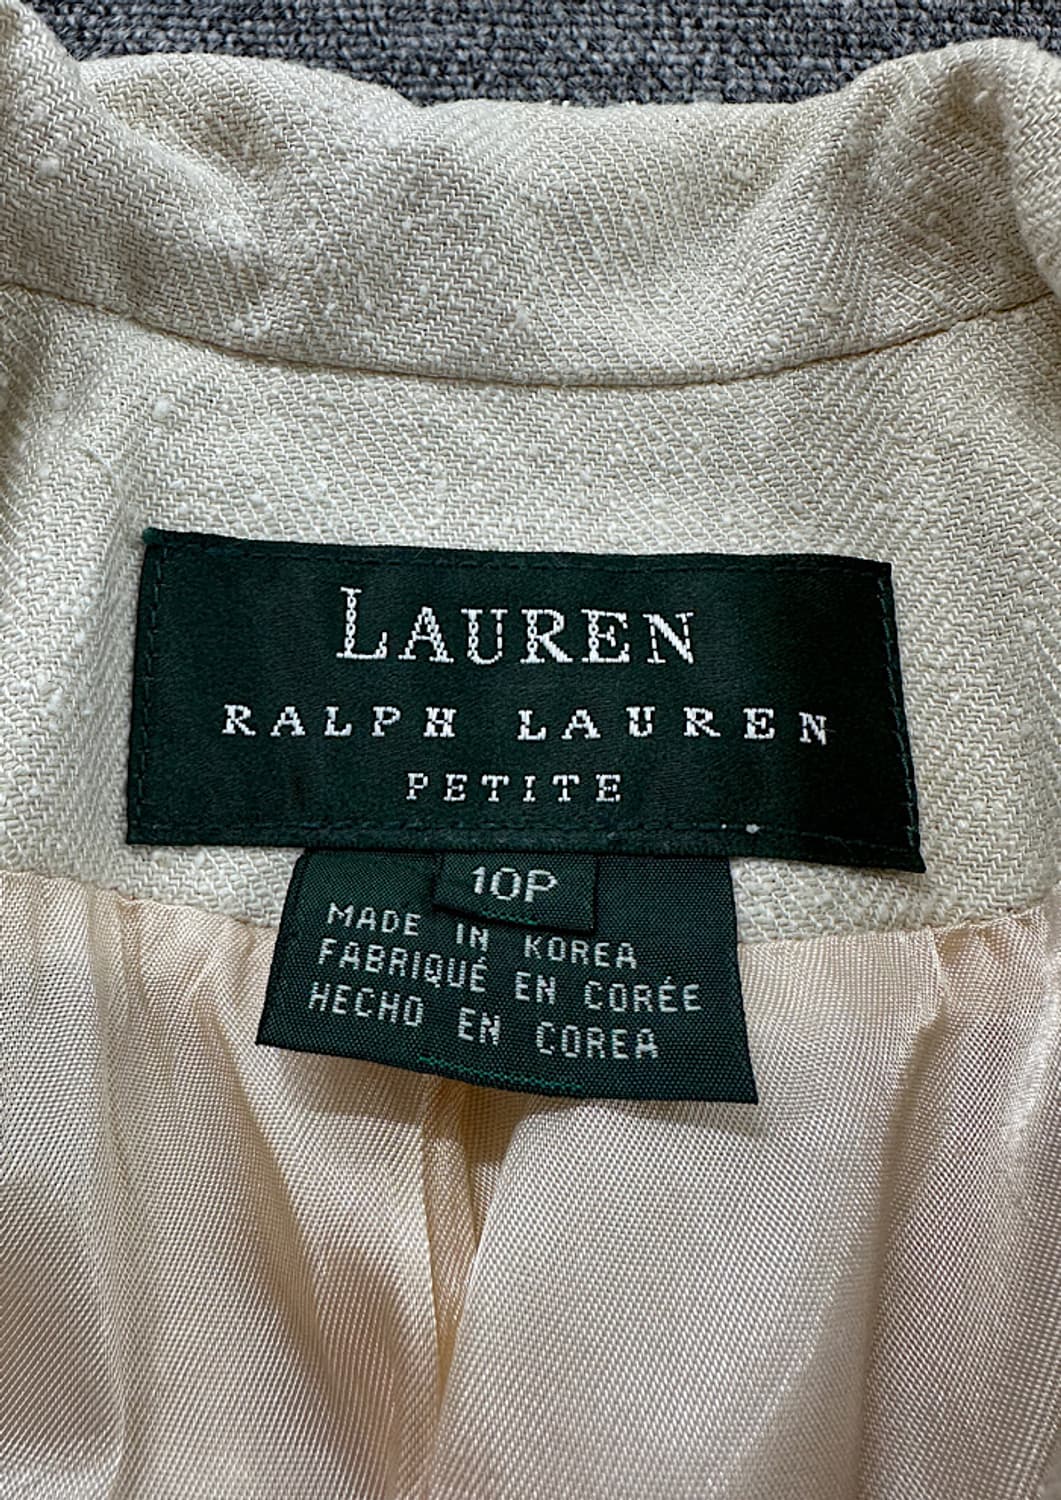 LAUREN
RALPH LAUREN
PETITE
10P
MADE IN KOREA
FABRIQUÉ EN CORÉE
HECHO EN COREA